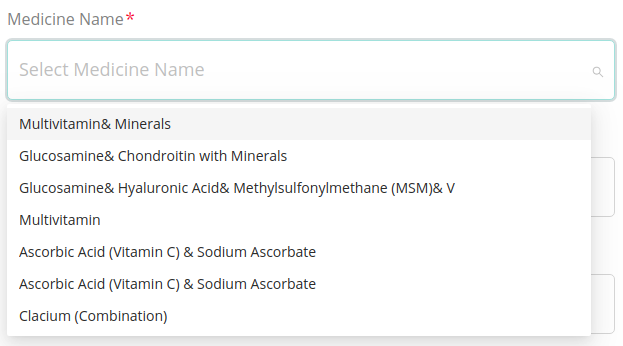 Medicine Name*
Select Medicine Name
Multivitamin& Minerals
Glucosamine& Chondroitin with Minerals
Glucosamine& Hyaluronic Acid& Methylsulfonylmethane (MSM)& V
Multivitamin
Ascorbic Acid (Vitamin C) & Sodium Ascorbate
Ascorbic Acid (Vitamin C) & Sodium Ascorbate
Clacium (Combination)